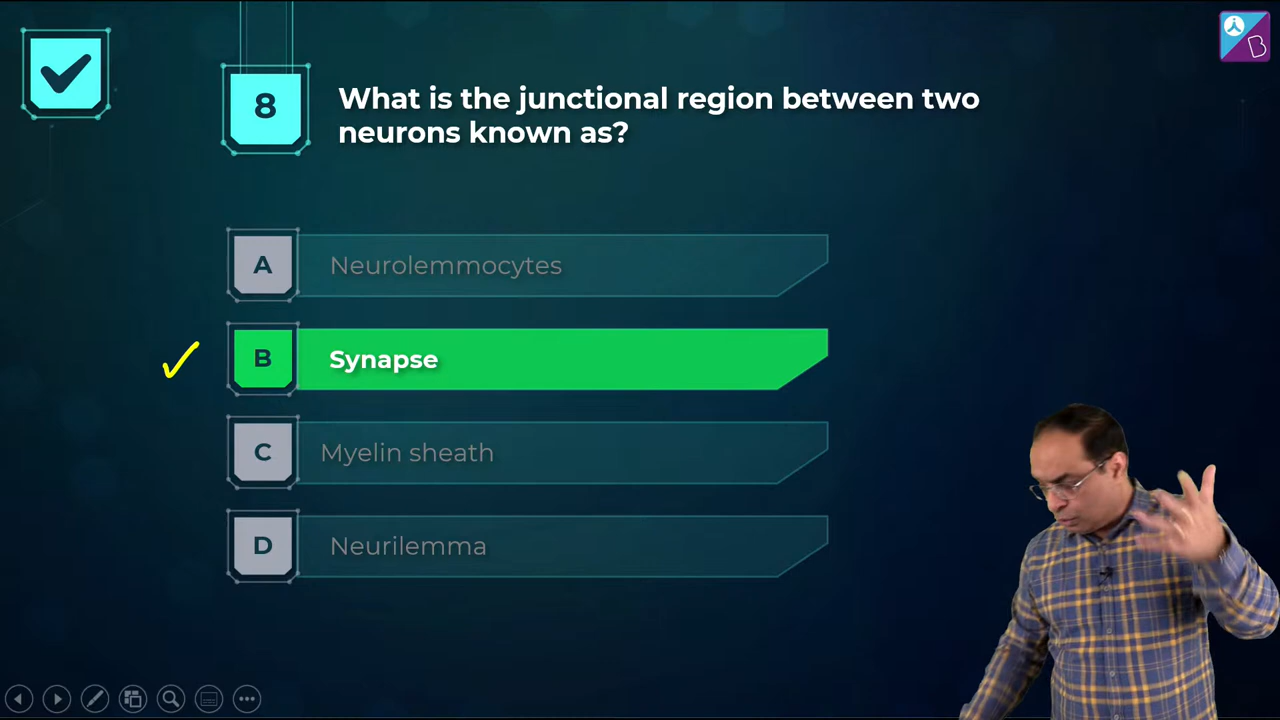 8
What is the junctional region between two
neurons known as?
A
Neurolemmocytes
B
Synapse
C
Myelin sheath
D
Neurilemma
B